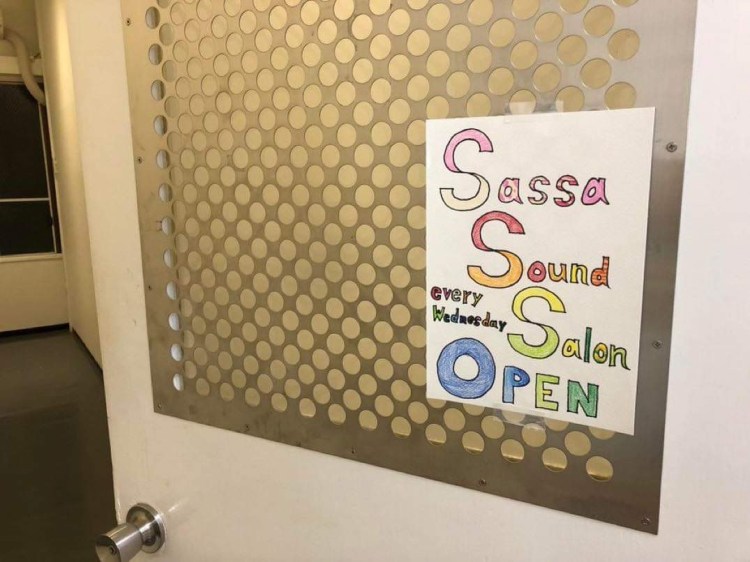 Sassa
Sound
every
Wednesday
Salon
OPEN